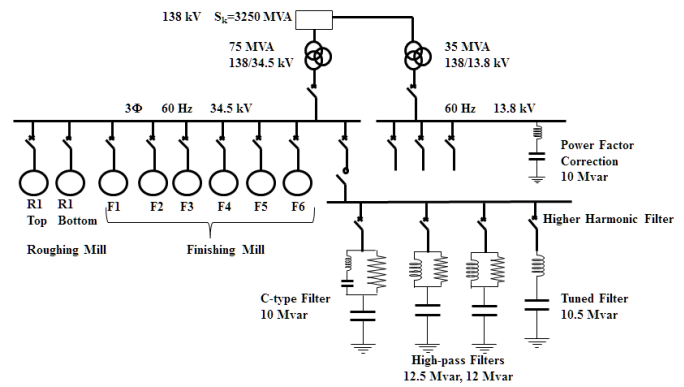 138 kV Sk=3250 MVA
75 MVA
138/34.5 kV
35 MVA
138/13.8 kV
3Φ 60 Hz 34.5 kV
60 Hz 13.8 kV
Power Factor
Correction
10 Mvar
R1
Top
R1
Bottom
F1 F2 F3 F4 F5 F6
Roughing Mill
Finishing Mill
Higher Harmonic Filter
C-type Filter
10 Mvar
Tuned Filter
10.5 Mvar
High-pass Filters
12.5 Mvar, 12 Mvar